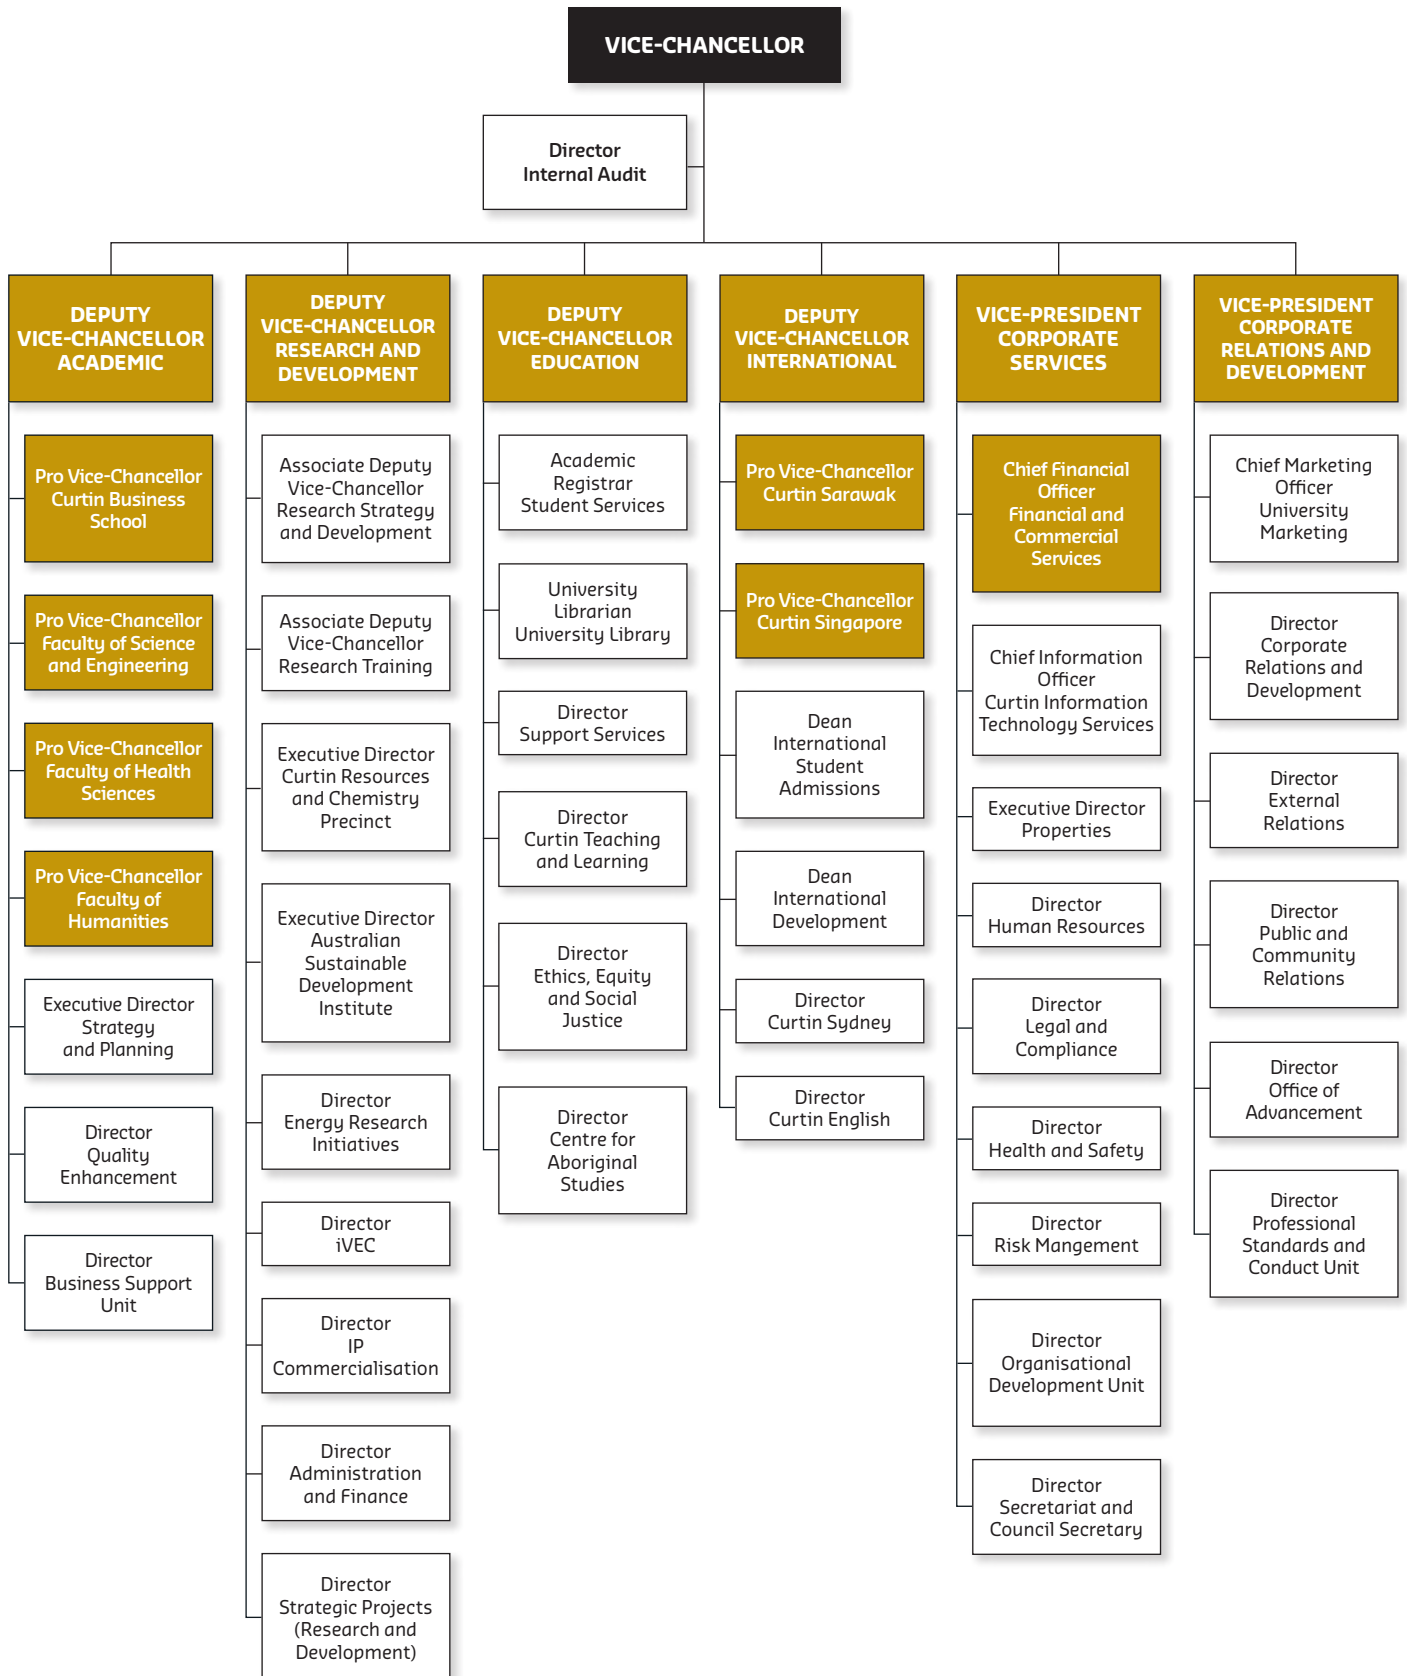 VICE-CHANCELLOR
Director
Internal Audit
DEPUTY
VICE-CHANCELLOR
ACADEMIC
Pro Vice-Chancellor
Curtin Business
School
Pro Vice-Chancellor
Faculty of Science
and Engineering
Pro Vice-Chancellor
Faculty of Health
Sciences
Pro Vice-Chancellor
Faculty of
Humanities
Executive Director
Strategy
and Planning
Director
Quality
Enhancement
Director
Business Support
Unit
DEPUTY
VICE-CHANCELLOR
RESEARCH AND
DEVELOPMENT
Associate Deputy
Vice-Chancellor
Research Strategy
and Development
Associate Deputy
Vice-Chancellor
Research Training
Executive Director
Curtin Resources
and Chemistry
Precinct
Executive Director
Australian
Sustainable
Development
Institute
Director
Energy Research
Initiatives
Director
iVEC
Director
IP
Commercialisation
Director
Administration
and Finance
Director
Strategic Projects
(Research and
Development)
DEPUTY
VICE-CHANCELLOR
EDUCATION
Academic
Registrar
Student Services
University
Librarian
University Library
Director
Support Services
Director
Curtin Teaching
and Learning
Director
Ethics, Equity
and Social
Justice
Director
Centre for
Aboriginal
Studies
DEPUTY
VICE-CHANCELLOR
INTERNATIONAL
Pro Vice-Chancellor
Curtin Sarawak
Pro Vice-Chancellor
Curtin Singapore
Dean
International
Student
Admissions
Dean
International
Development
Director
Curtin Sydney
Director
Curtin English
VICE-PRESIDENT
CORPORATE
SERVICES
Chief Financial
Officer
Financial and
Commercial
Services
Chief Information
Officer
Curtin Information
Technology Services
Executive Director
Properties
Director
Human Resources
Director
Legal and
Compliance
Director
Health and Safety
Director
Risk Mangement
Director
Organisational
Development Unit
Director
Secretariat and
Council Secretary
VICE-PRESIDENT
CORPORATE
RELATIONS AND
DEVELOPMENT
Chief Marketing
Officer
University
Marketing
Director
Corporate
Relations and
Development
Director
External
Relations
Director
Public and
Community
Relations
Director
Office of
Advancement
Director
Professional
Standards and
Conduct Unit